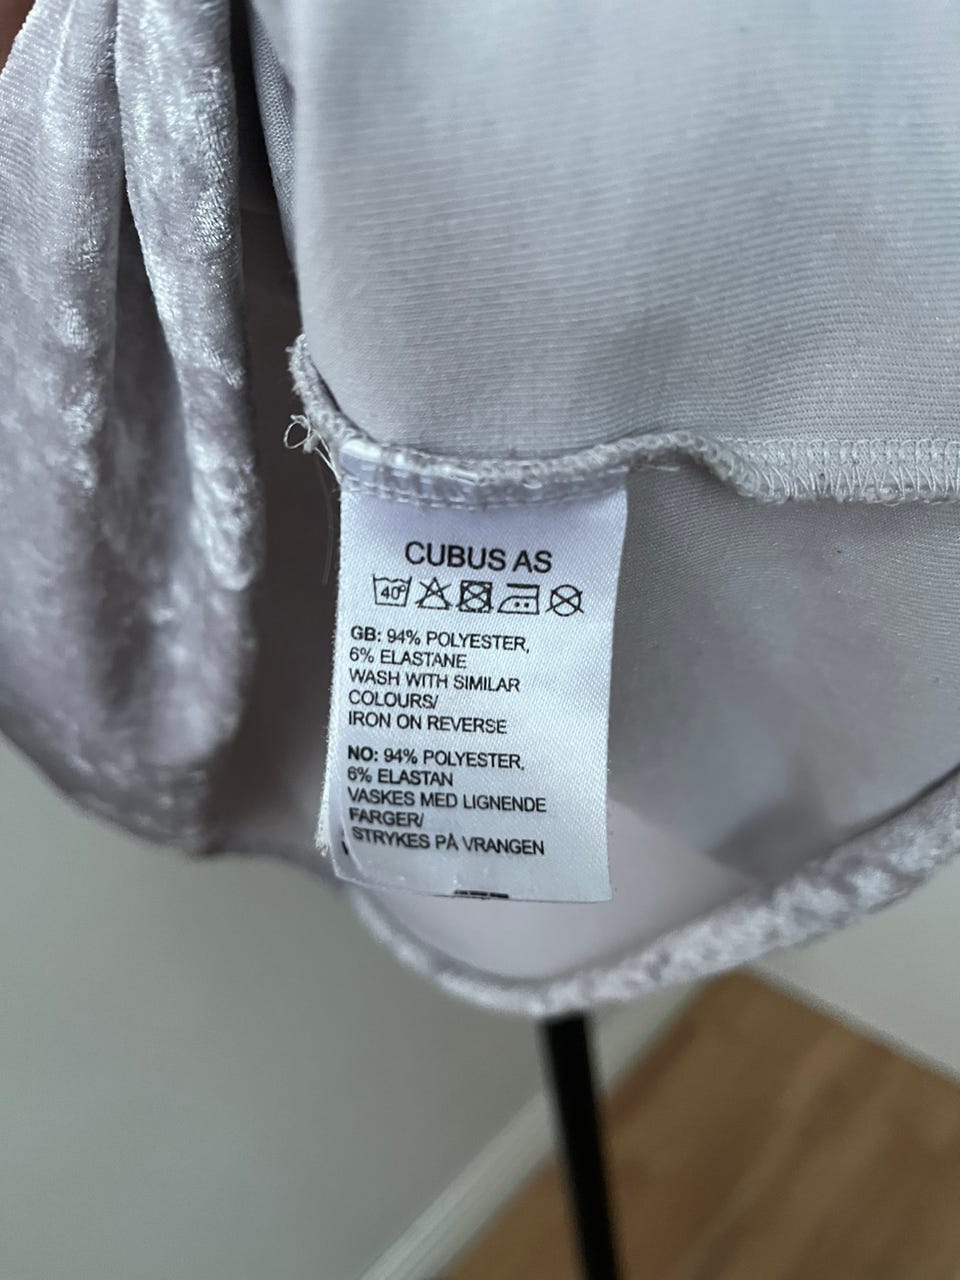 CUBUS AS
40°
GB: 94% POLYESTER,
6% ELASTANE
WASH WITH SIMILAR
COLOURS/
IRON ON REVERSE
NO: 94% POLYESTER,
6% ELASTAN
VASKES MED LIGNENDE
FARGER/
STRYKES PÅ VRANGEN